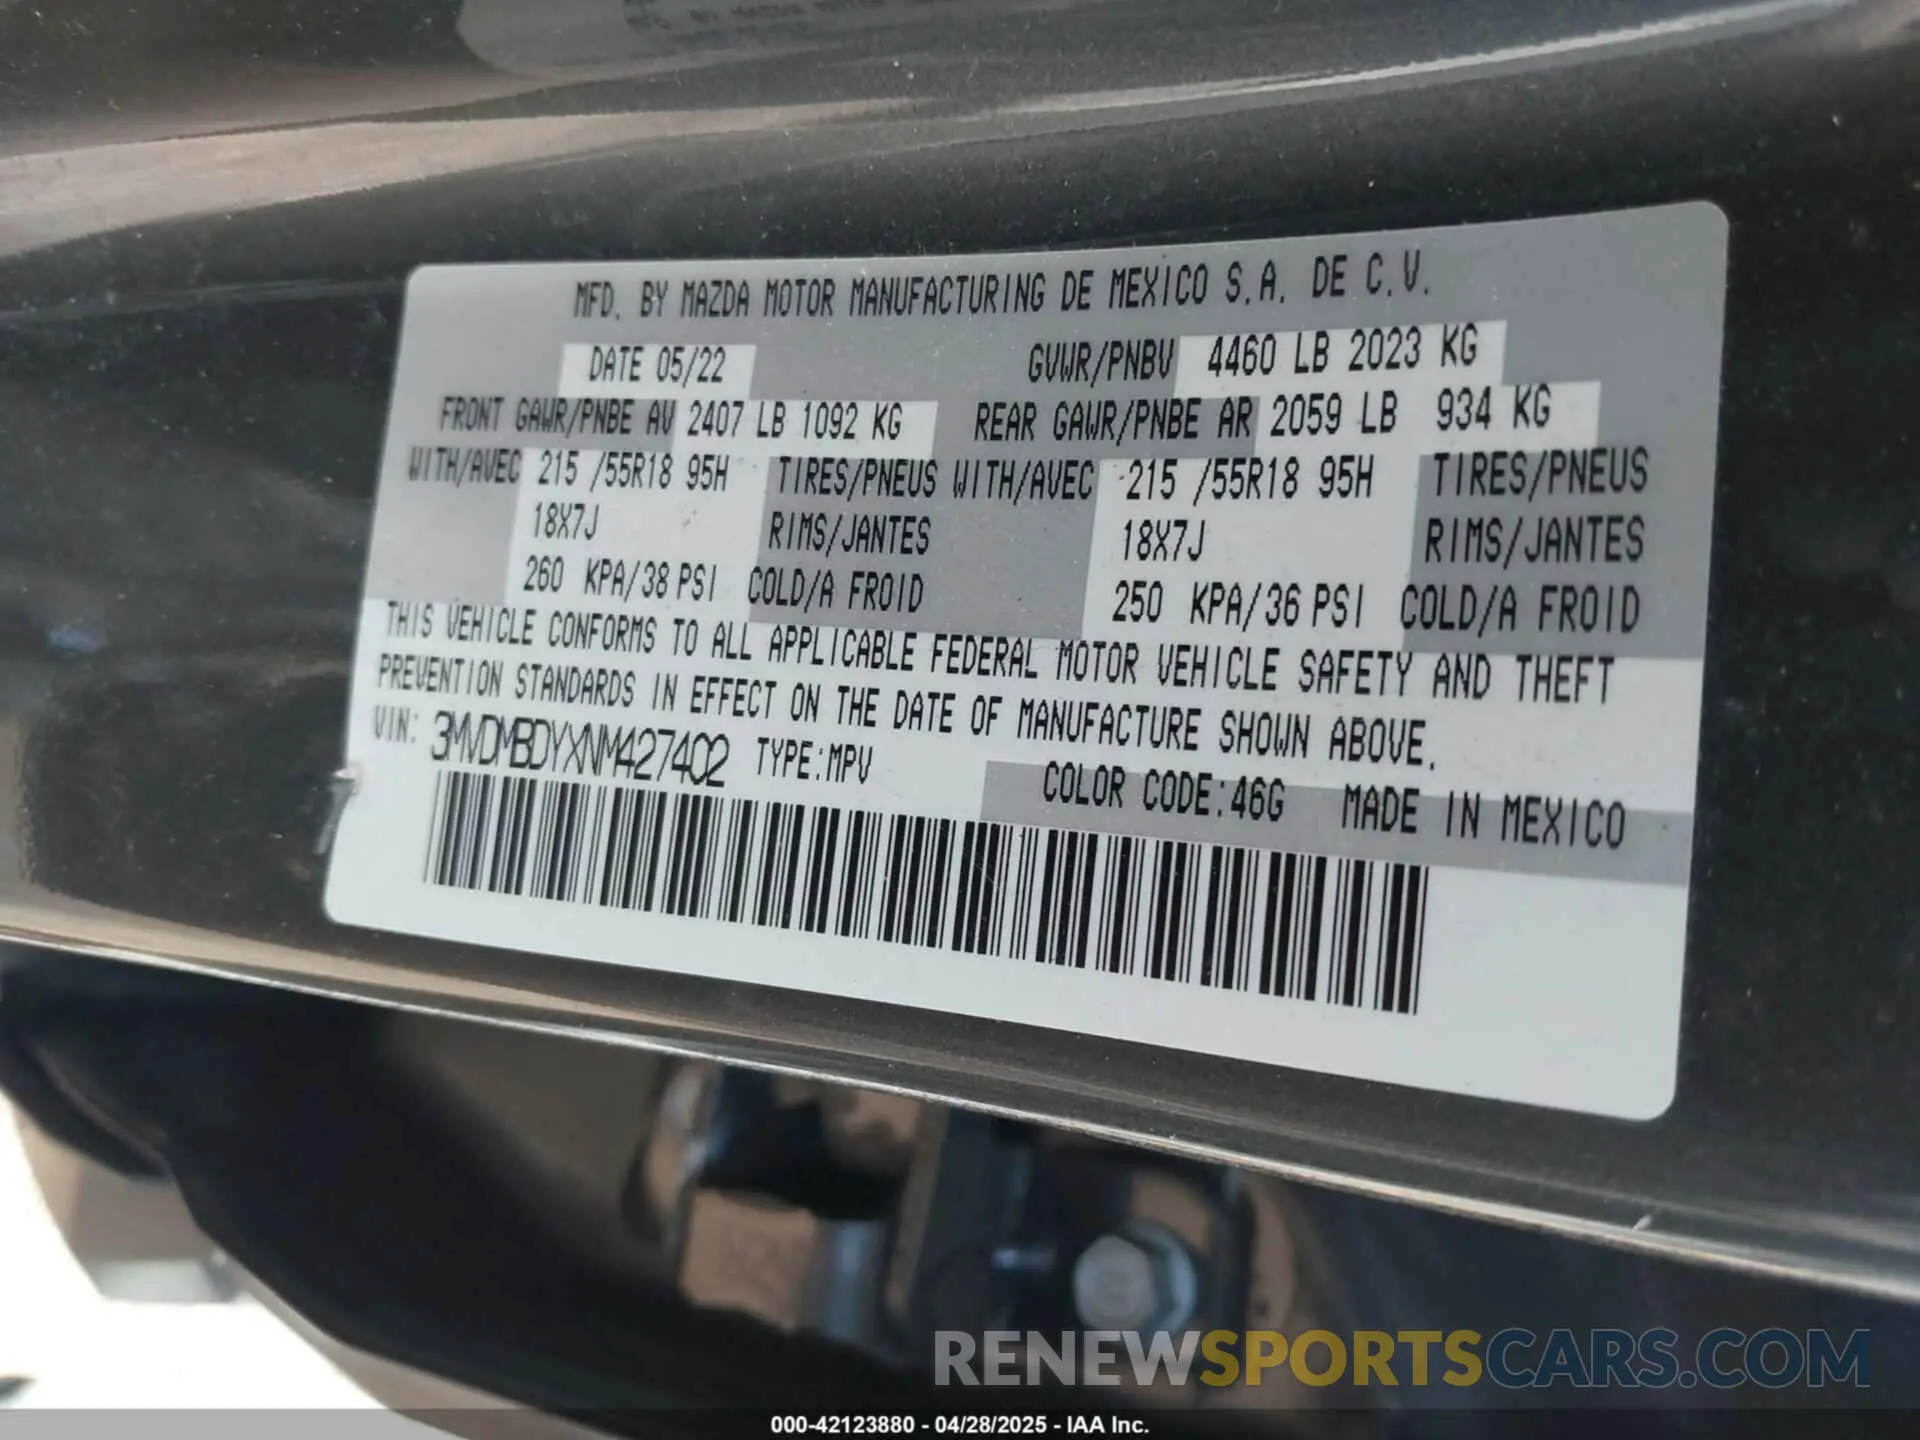 MFD. BY MAZDA MOTOR MANUFACTURING DE MEXICO S.A. DE C.V.
DATE 05/22 GVWR/PNBV 4460 LB 2023 KG
FRONT GAWR/PNBE AV 2407 LB 1092 KG REAR GAWR/PNBE AR 2059 LB 934 KG
WITH/AVEC 215 /55R18 95H TIRES/PNEUS WITH/AVEC 215 /55R18 95H TIRES/PNEUS
18X7J RIMS/JANTES 18X7J RIMS/JANTES
260 KPA/38 PSI COLD/A FROID 250 KPA/36 PSI COLD/A FROID
THIS VEHICLE CONFORMS TO ALL APPLICABLE FEDERAL MOTOR VEHICLE SAFETY AND THEFT
PREVENTION STANDARDS IN EFFECT ON THE DATE OF MANUFACTURE SHOWN ABOVE.
VIN: 3MVDMBDYXNM427402 TYPE:MPV COLOR CODE:46G MADE IN MEXICO
RENEWSPORTSCARS.COM
000-42123880 - 04/28/2025 - IAA Inc.